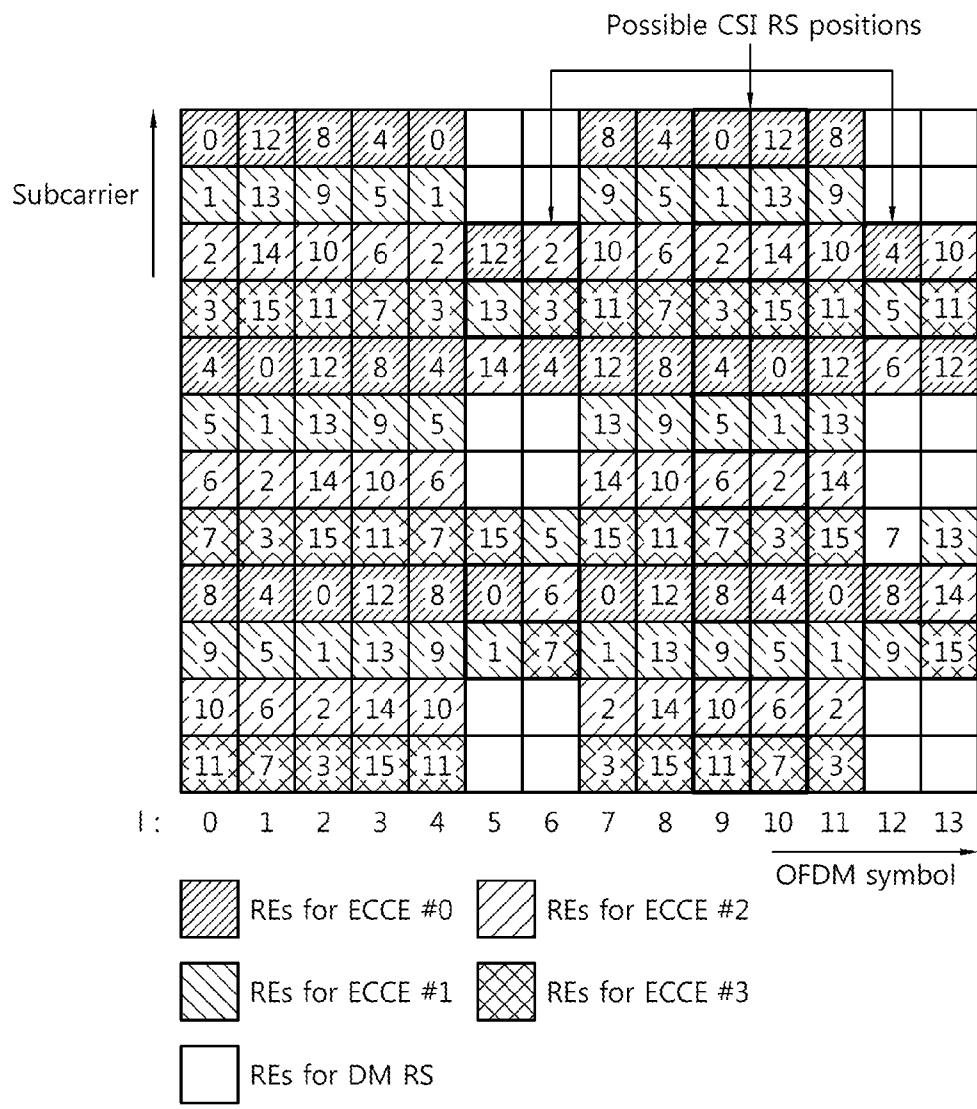 Possible CSI RS positions
Subcarrier
0 12 8 4 0 8 4 0 12 8
1 13 9 5 1 9 5 1 13 9
2 14 10 6 2 12 2 10 6 2 14 10 4 10
3 15 11 7 3 13 3 11 7 3 15 11 5 11
4 0 12 8 4 14 4 12 8 4 0 12 6 12
5 1 13 9 5 13 9 5 1 13
6 2 14 10 6 14 10 6 2 14
7 3 15 11 7 15 5 15 11 7 3 15 7 13
8 4 0 12 8 0 6 0 12 8 4 0 8 14
9 5 1 13 9 1 7 1 13 9 5 1 9 15
10 6 2 14 10 2 14 10 6 2
11 7 3 15 11 3 15 11 7 3
l : 0 1 2 3 4 5 6 7 8 9 10 11 12 13
OFDM symbol
REs for ECCE #0
REs for ECCE #2
REs for ECCE #1
REs for ECCE #3
REs for DM RS